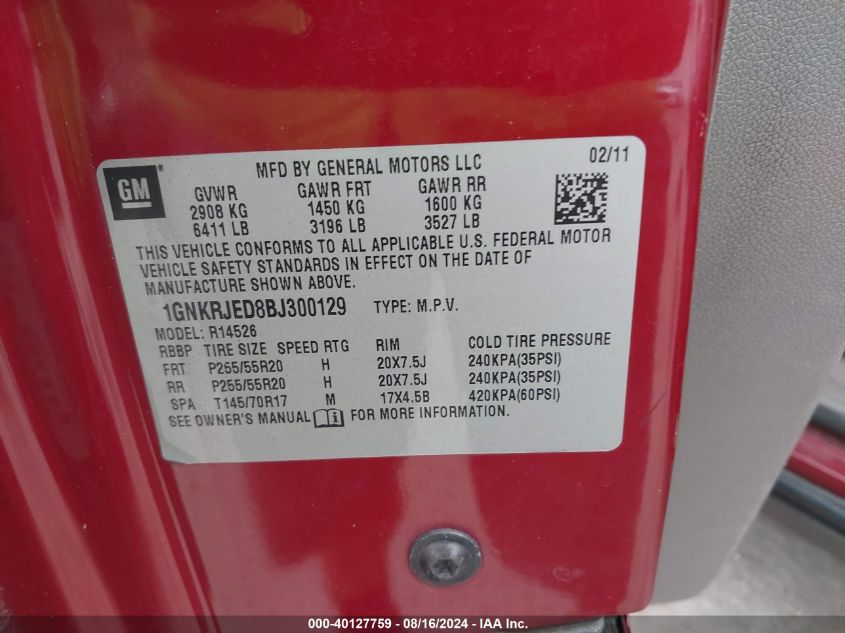 GM ®
MFD BY GENERAL MOTORS LLC 02/11
GVWR GAWR FRT GAWR RR
2908 KG 1450 KG 1600 KG
6411 LB 3196 LB 3527 LB
THIS VEHICLE CONFORMS TO ALL APPLICABLE U.S. FEDERAL MOTOR
VEHICLE SAFETY STANDARDS IN EFFECT ON THE DATE OF
MANUFACTURE SHOWN ABOVE.
1GNKRJED8BJ300129 TYPE: M.P.V.
MODEL: R14526
RBBP TIRE SIZE SPEED RTG RIM COLD TIRE PRESSURE
FRT P255/55R20 H 20X7.5J 240KPA(35PSI)
RR P255/55R20 H 20X7.5J 240KPA(35PSI)
SPA T145/70R17 M 17X4.5B 420KPA(60PSI)
SEE OWNER'S MANUAL i FOR MORE INFORMATION.
000-40127759 - 08/16/2024 - IAA Inc.